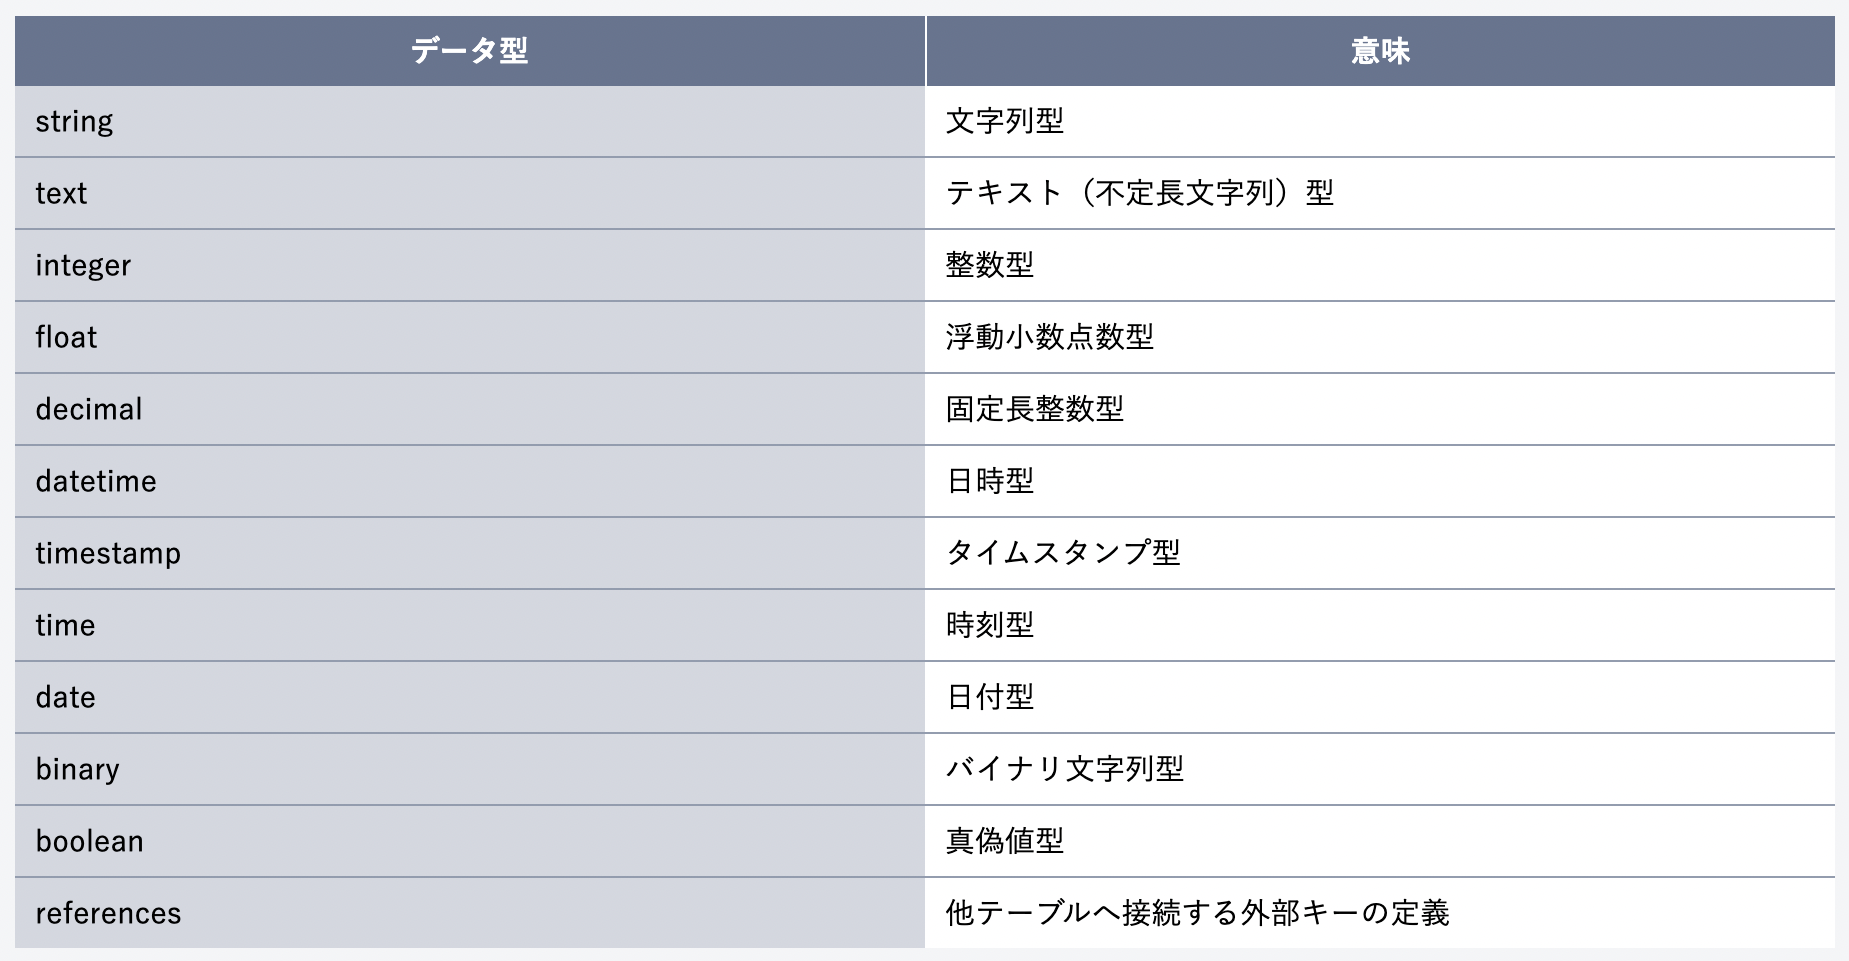 データ型 意味
string 文字列型
text テキスト（不定長文字列）型
integer 整数型
float 浮動小数点数型
decimal 固定長整数型
datetime 日時型
timestamp タイムスタンプ型
time 時刻型
date 日付型
binary バイナリ文字列型
boolean 真偽値型
references 他テーブルへ接続する外部キーの定義